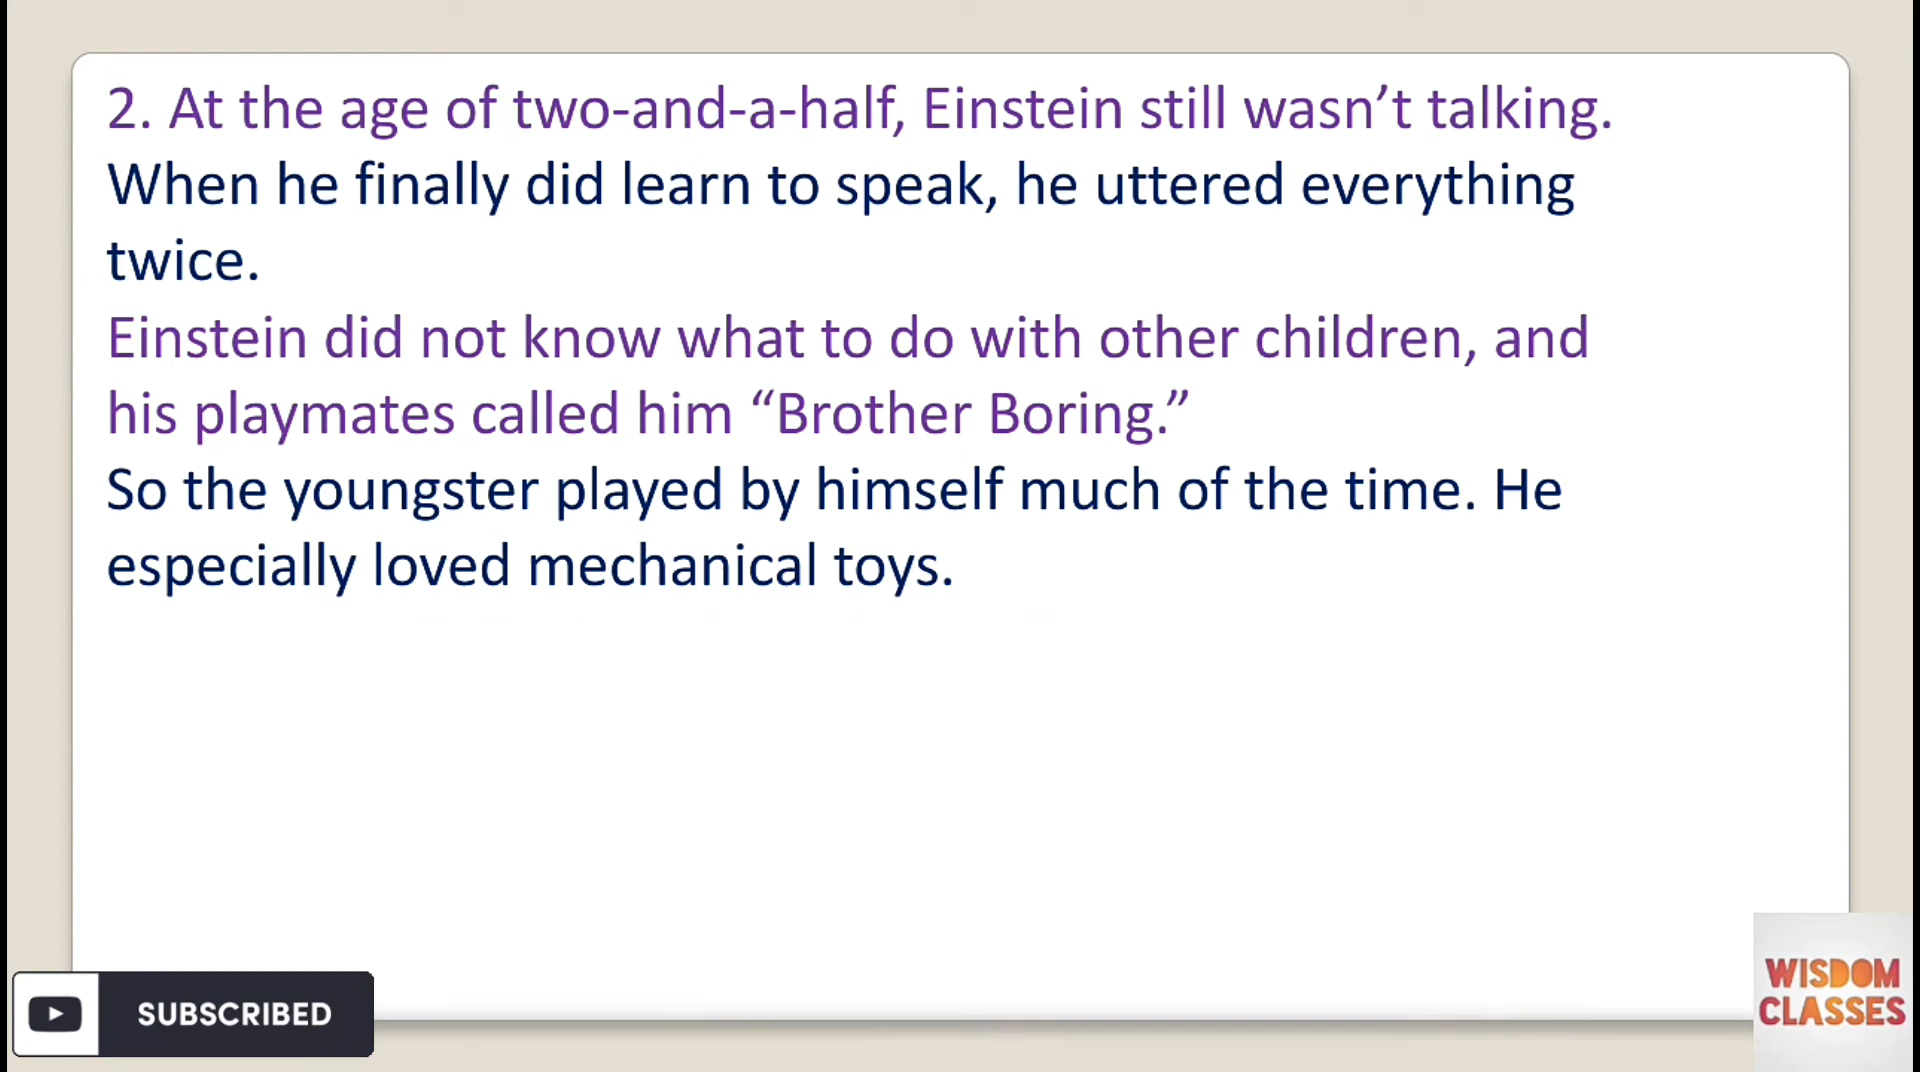 2. At the age of two-and-a-half, Einstein still wasn’t talking.
When he finally did learn to speak, he uttered everything
twice.
Einstein did not know what to do with other children, and
his playmates called him “Brother Boring.”
So the youngster played by himself much of the time. He
especially loved mechanical toys.
SUBSCRIBED
WISDOM
CLASSES